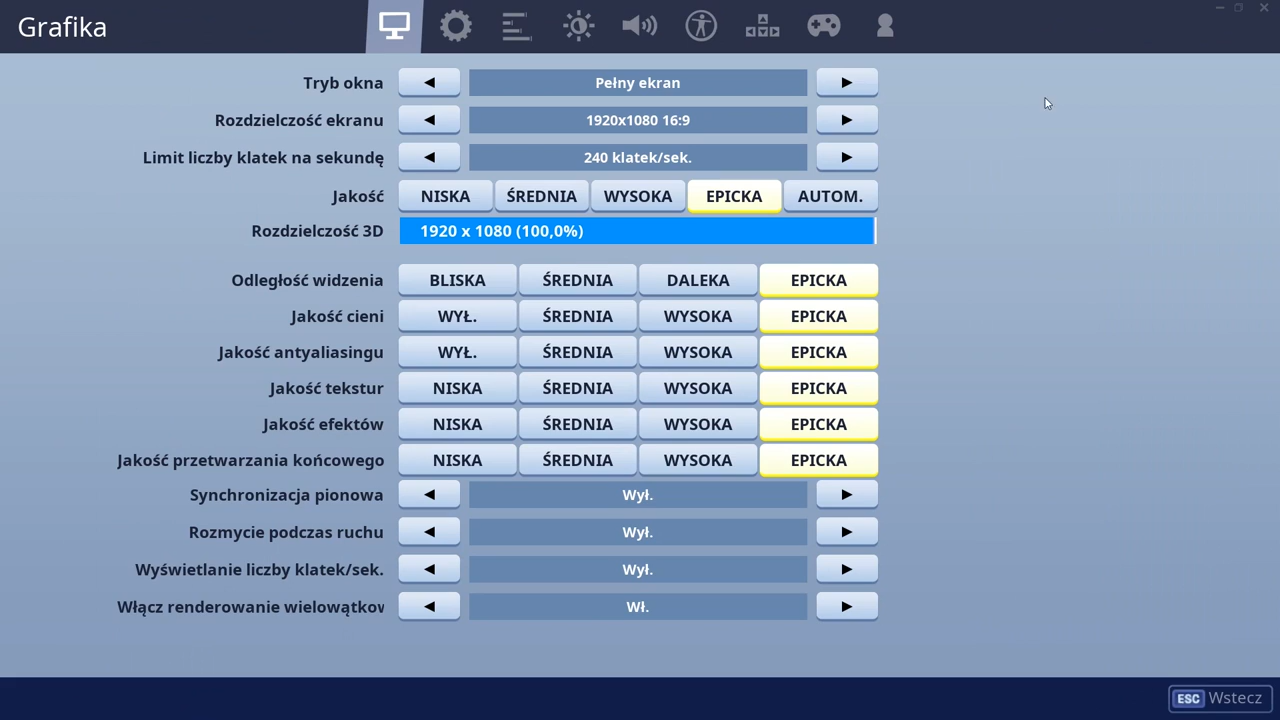 Grafika
Tryb okna Pełny ekran
Rozdzielczość ekranu 1920x1080 16:9
Limit liczby klatek na sekundę 240 klatek/sek.
Jakość NISKA ŚREDNIA WYSOKA EPICKA AUTOM.
Rozdzielczość 3D 1920 x 1080 (100,0%)
Odległość widzenia BLISKA ŚREDNIA DALEKA EPICKA
Jakość cieni WYŁ. ŚREDNIA WYSOKA EPICKA
Jakość antyaliasingu WYŁ. ŚREDNIA WYSOKA EPICKA
Jakość tekstur NISKA ŚREDNIA WYSOKA EPICKA
Jakość efektów NISKA ŚREDNIA WYSOKA EPICKA
Jakość przetwarzania końcowego NISKA ŚREDNIA WYSOKA EPICKA
Synchronizacja pionowa Wył.
Rozmycie podczas ruchu Wył.
Wyświetlanie liczby klatek/sek. Wył.
Włącz renderowanie wielowątkov Wł.
ESC Wstecz